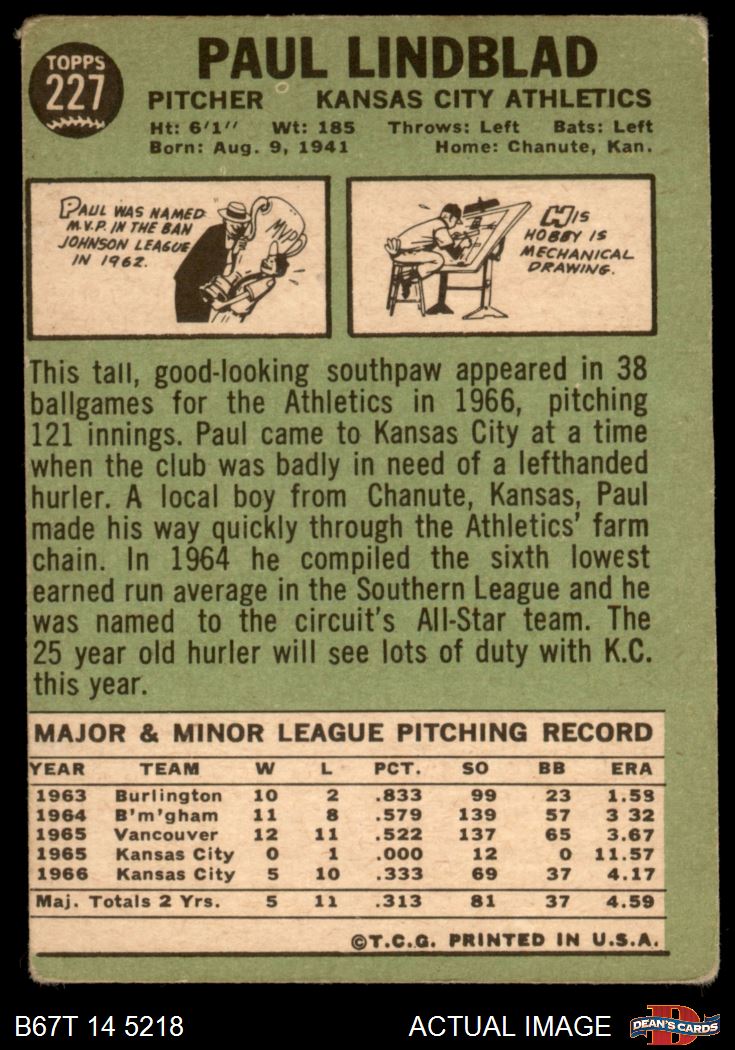 TOPPS
227
PAUL LINDBLAD
PITCHER KANSAS CITY ATHLETICS
Ht: 6'1'' Wt: 185 Throws: Left Bats: Left
Born: Aug. 9, 1941 Home: Chanute, Kan.
PAUL WAS NAMED
M.V.P. IN THE BAN
JOHNSON LEAGUE
IN 1962.
MVP
HIS
HOBBY IS
MECHANICAL
DRAWING.
This tall, good-looking southpaw appeared in 38
ballgames for the Athletics in 1966, pitching
121 innings. Paul came to Kansas City at a time
when the club was badly in need of a lefthanded
hurler. A local boy from Chanute, Kansas, Paul
made his way quickly through the Athletics' farm
chain. In 1964 he compiled the sixth lowest
earned run average in the Southern League and he
was named to the circuit's All-Star team. The
25 year old hurler will see lots of duty with K.C.
this year.
MAJOR & MINOR LEAGUE PITCHING RECORD
YEAR TEAM W L PCT. SO BB ERA
1963 Burlington 10 2 .833 99 23 1.58
1964 B'm'gham 11 8 .579 139 57 3 32
1965 Vancouver 12 11 .522 137 65 3.67
1965 Kansas City 0 1 .000 12 0 11.57
1966 Kansas City 5 10 .333 69 37 4.17
Maj. Totals 2 Yrs. 5 11 .313 81 37 4.59
©T.C.G. PRINTED IN U.S.A.
B67T 14 5218 ACTUAL IMAGE
DEAN'S CARDS